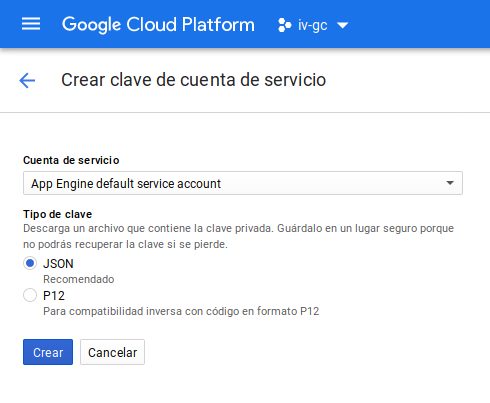 Google Cloud Platform iv-gc
Crear clave de cuenta de servicio
Cuenta de servicio
App Engine default service account
Tipo de clave
Descarga un archivo que contiene la clave privada. Guárdalo en un lugar seguro porque
no podrás recuperar la clave si se pierde.
JSON
Recomendado
P12
Para compatibilidad inversa con código en formato P12
Crear Cancelar